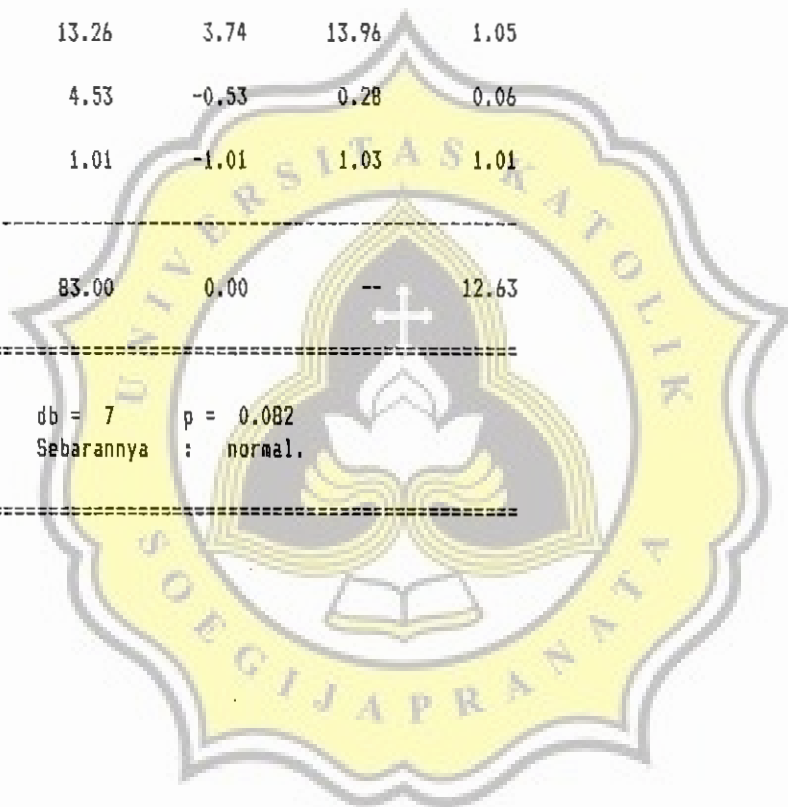 13.26 3.74 13.96 1.05
4.53 -0.53 0.28 0.06
1.01 -1.01 1.03 1.01
83.00 0.00 -- 12.63
db = 7 p = 0.082
Sebarannya : normal.
UNIVERSITAS KATOLIK
SOEGIJAPRANATA